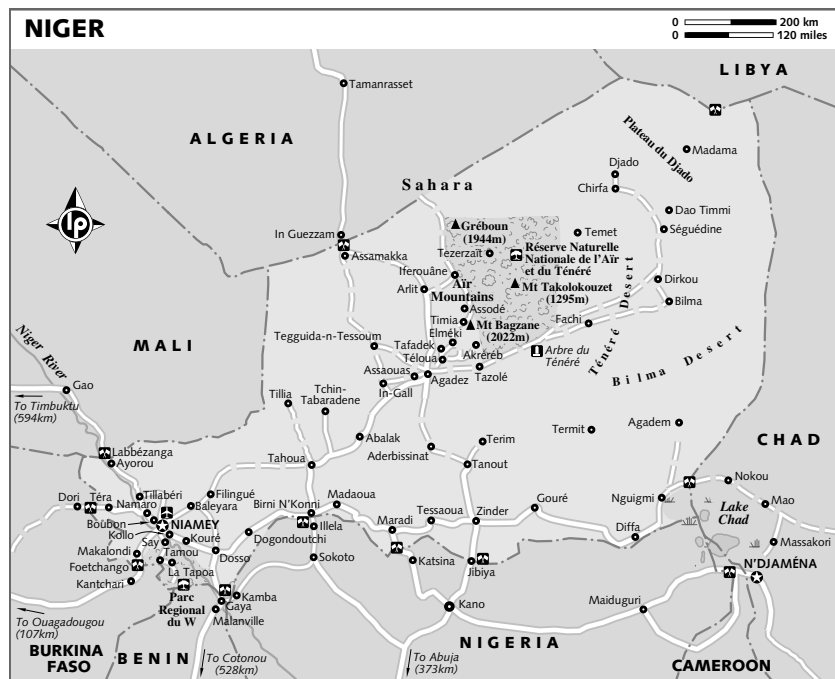 NIGER
0 200 km
0 120 miles
LIBYA
Tamanrasset
ALGERIA
Plateau du Djado
Madama
Djado
Chirfa
Sahara
Dao Timmi
Gréboun
(1944m)
Temet
Séguédine
lp
In Guezzam
Assamakka
Tezerzaït
Réserve Naturelle
Nationale de l'Aïr
et du Ténéré
Iferouâne
Aïr
Mountains
Arlit
Mt Takolokouzet
(1295m)
Dirkou
Bilma
Assodé
Timia
Elméki
Mt Bagzane
(2022m)
Fachi
Ténéré Desert
Tegguida-n-Tessoum
Tafadek
Téloua
Akréréb
Arbre du
Ténéré
Bilma Desert
Niger River
MALI
Assaouas
In-Gall
Agadez
Tazolé
Gao
To Timbuktu
(594km)
Tillia
Tchin-
Tabaradene
Agadem
Termit
CHAD
Abalak
Aderbissinat
Terim
Labbézanga
Ayorou
Tahoua
Tanout
Nokou
Dori
Téra
Namaro
Tillabéri
Filingué
Baleyara
Birni N'Konni
Madaoua
Tessaoua
Zinder
Gouré
Nguigmi
Mao
Lake
Chad
Boubon
NIAMEY
Kollo
Kouré
Say
Illela
Maradi
Diffa
Massakori
Makalondi
Tamou
Dogondoutchi
Foetchango
La Tapoa
Dosso
Sokoto
Katsina
Jibiya
N'DJAMÉNA
Kantchari
Parc
Regional
du W
Kamba
Gaya
Malanville
Kano
Maiduguri
To Ouagadougou
(107km)
BURKINA
FASO
BENIN
To Cotonou
(528km)
To Abuja
(373km)
NIGERIA
CAMEROON